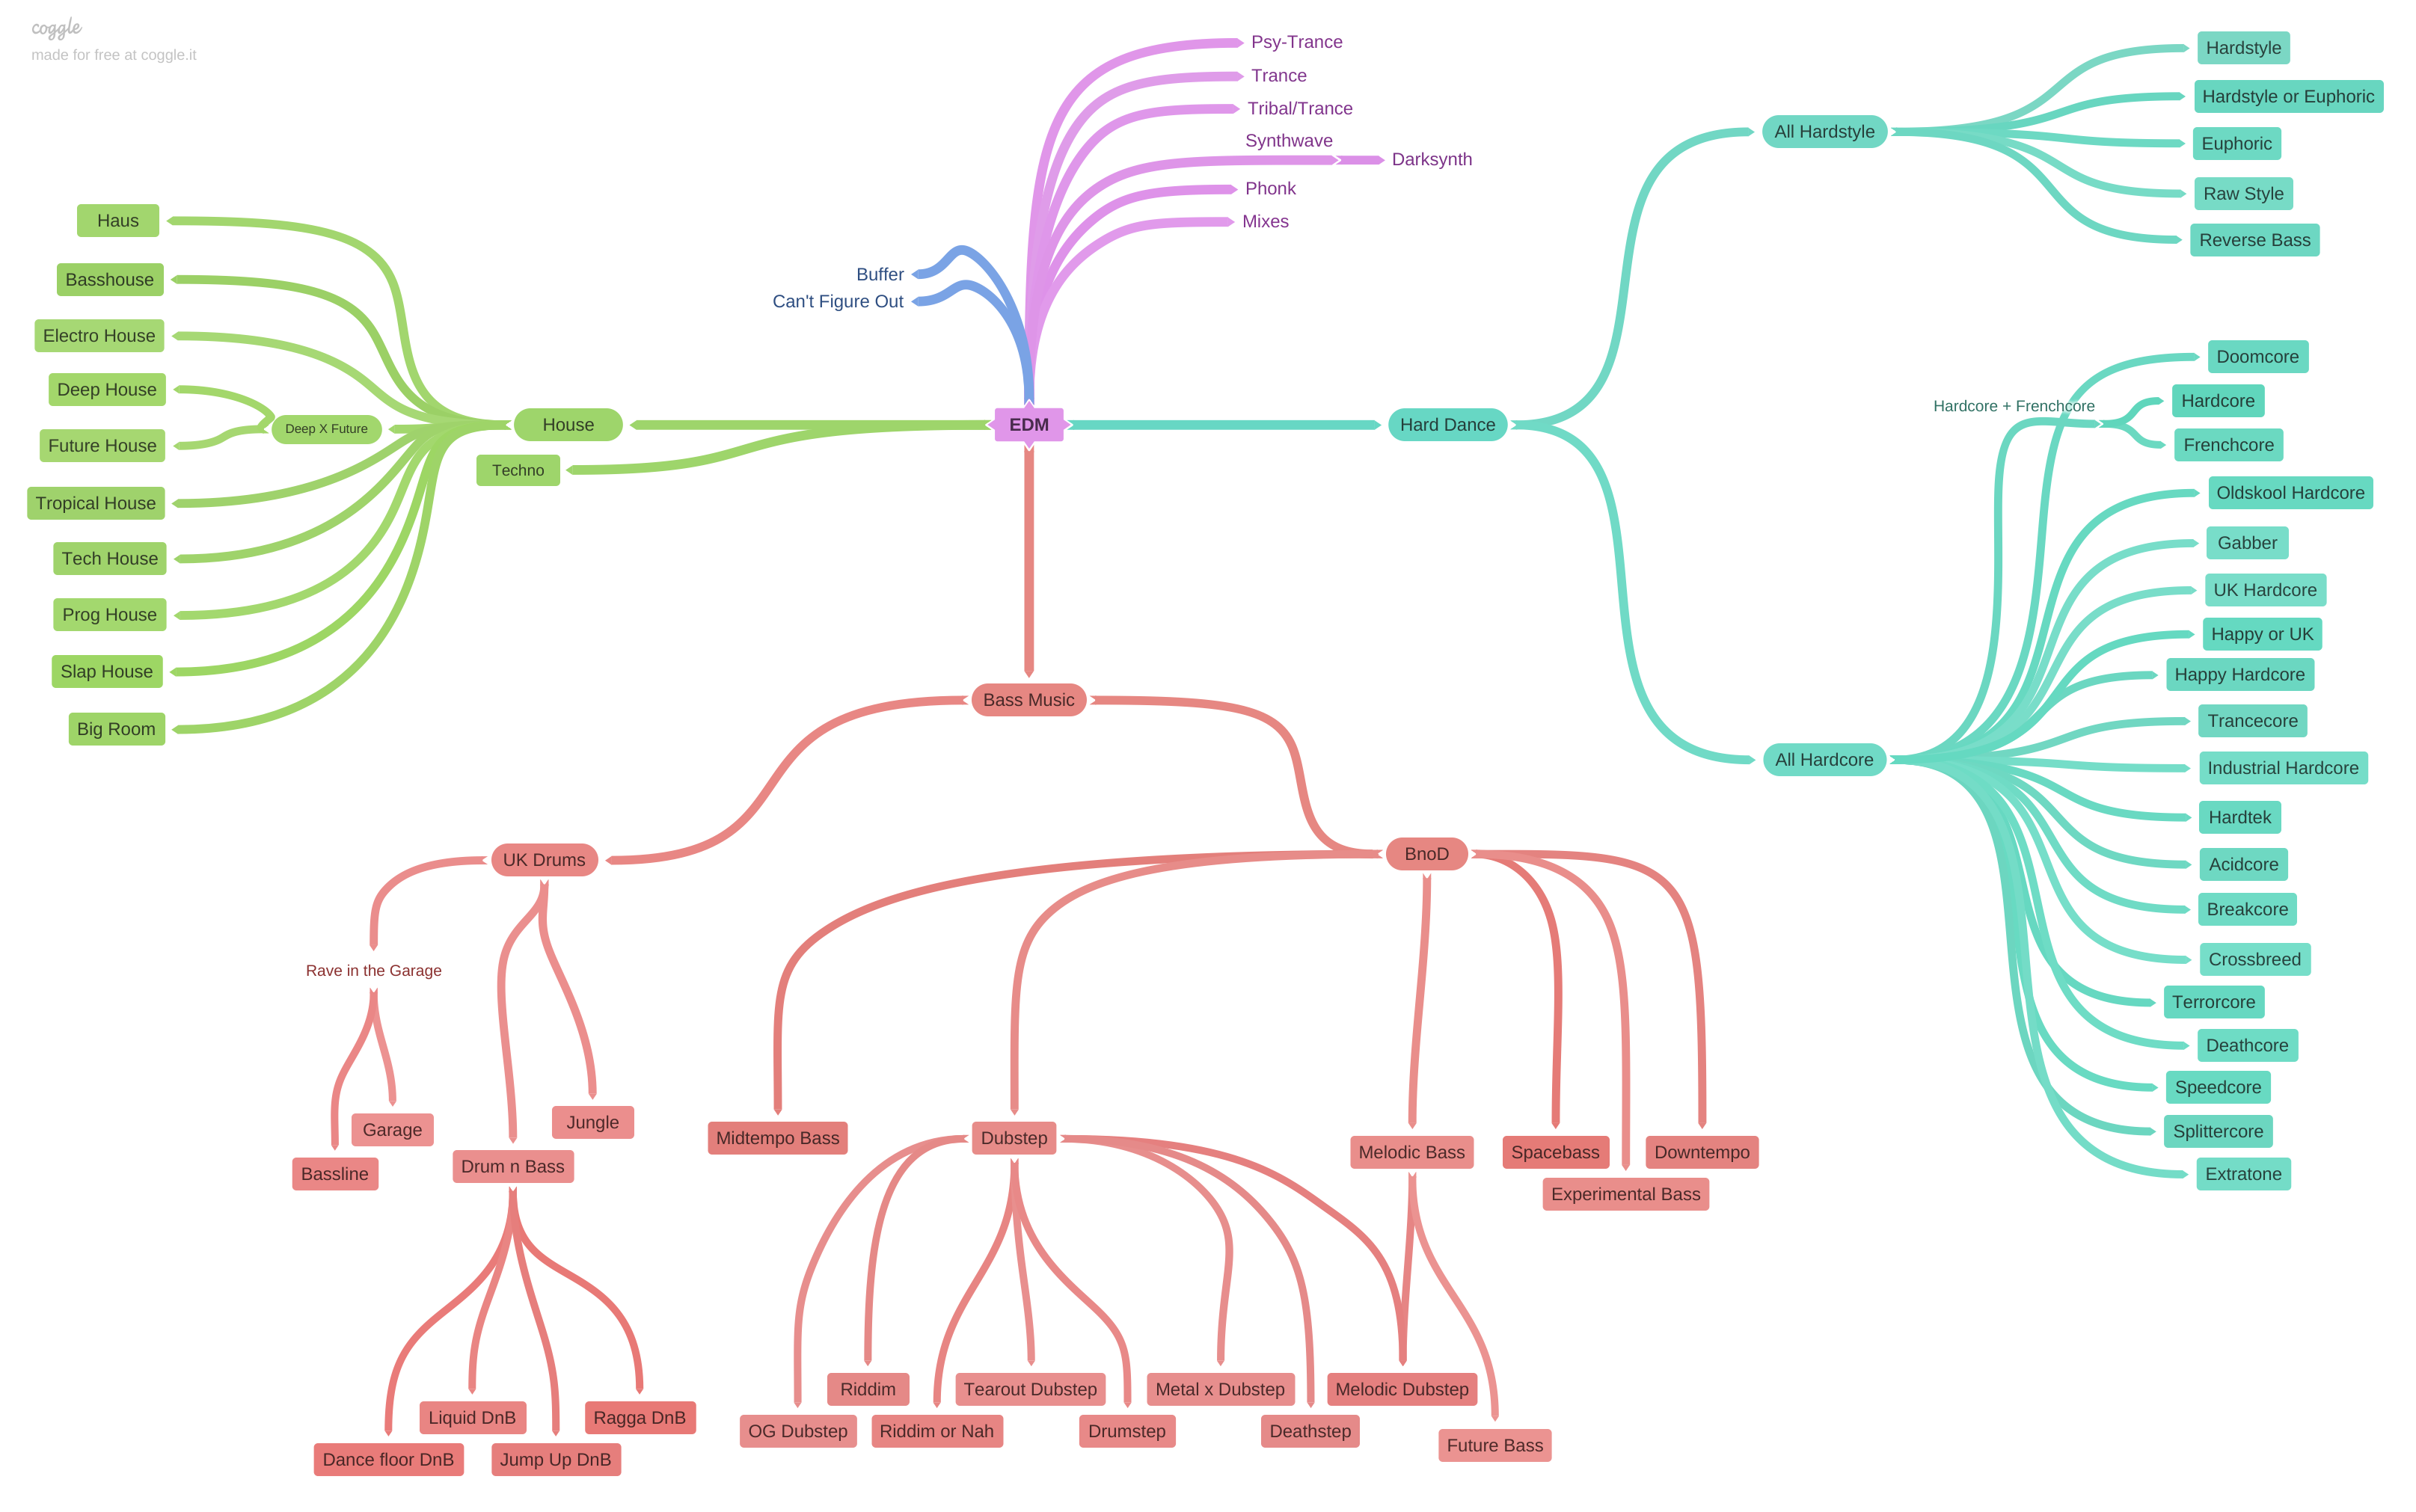 coggle
made for free at coggle.it
Psy-Trance
Trance
Tribal/Trance
Synthwave
Darksynth
Phonk
Mixes
Buffer
Can't Figure Out
Haus
Basshouse
Electro House
Deep House
Future House
Deep X Future
Tropical House
Tech House
Prog House
Slap House
Big Room
House
Techno
EDM
Hard Dance
All Hardstyle
Hardstyle
Hardstyle or Euphoric
Euphoric
Raw Style
Reverse Bass
Doomcore
Hardcore + Frenchcore
Hardcore
Frenchcore
Oldskool Hardcore
Gabber
UK Hardcore
Happy or UK
Happy Hardcore
Trancecore
All Hardcore
Industrial Hardcore
Hardtek
Acidcore
Breakcore
Crossbreed
Terrorcore
Deathcore
Speedcore
Splittercore
Extratone
Bass Music
UK Drums
BnoD
Rave in the Garage
Garage
Bassline
Jungle
Drum n Bass
Liquid DnB
Ragga DnB
Dance floor DnB
Jump Up DnB
Midtempo Bass
Dubstep
Melodic Bass
Spacebass
Downtempo
Experimental Bass
Riddim
Tearout Dubstep
Metal x Dubstep
Melodic Dubstep
OG Dubstep
Riddim or Nah
Drumstep
Deathstep
Future Bass